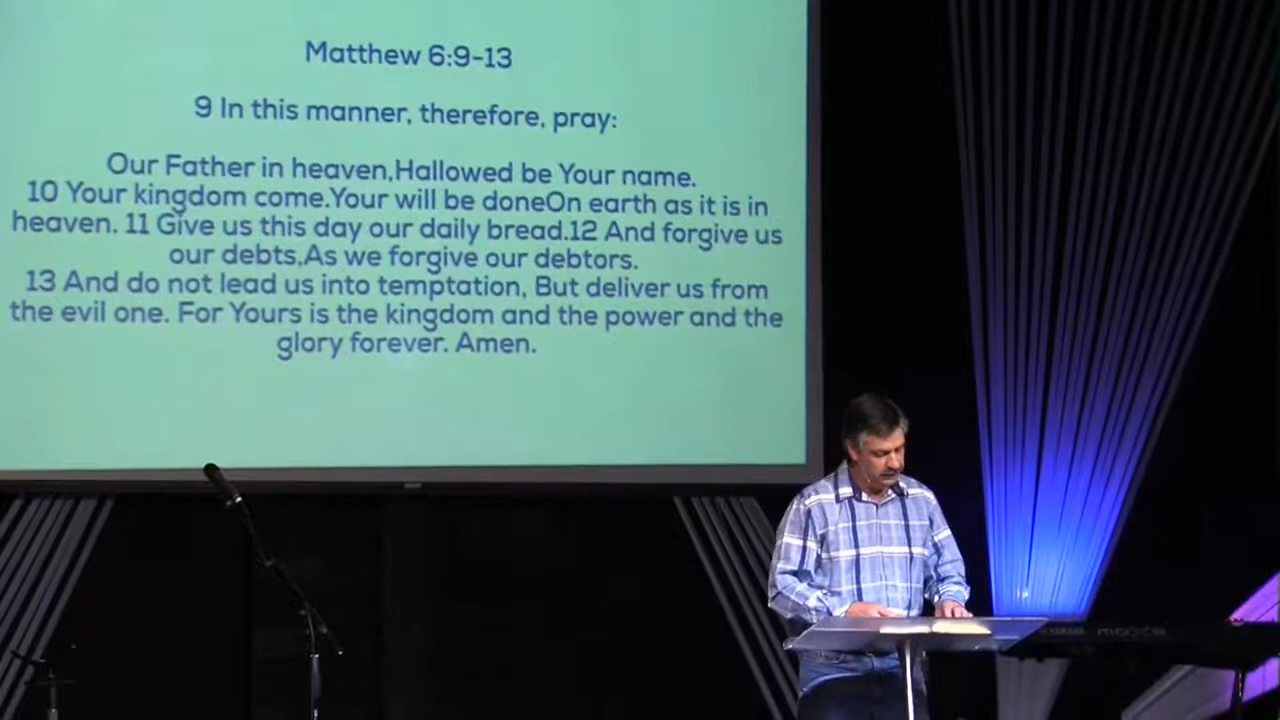 Matthew 6:9-13
9 In this manner, therefore, pray:
Our Father in heaven,Hallowed be Your name.
10 Your kingdom come.Your will be doneOn earth as it is in
heaven. 11 Give us this day our daily bread.12 And forgive us
our debts,As we forgive our debtors.
13 And do not lead us into temptation, But deliver us from
the evil one. For Yours is the kingdom and the power and the
glory forever. Amen.